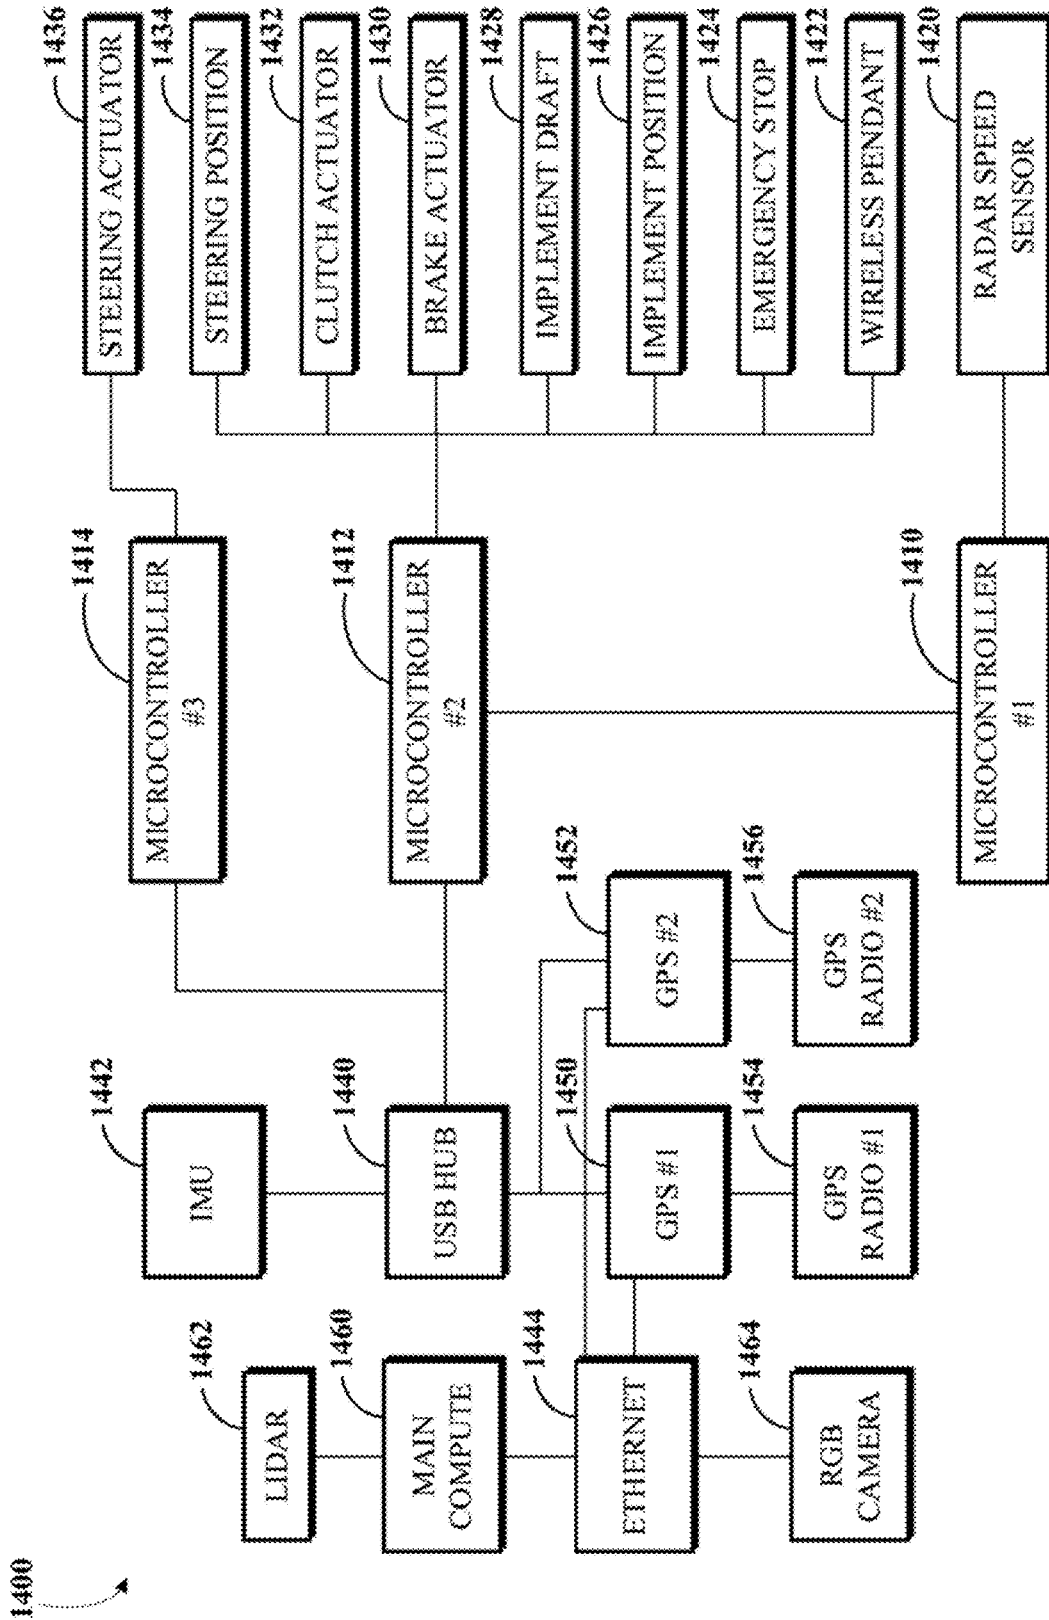 1400
1462
LIDAR
1460
MAIN
COMPUTE
1444
ETHERNET
1464
RGB
CAMERA
1442
IMU
1440
USB HUB
1450
GPS #1
1454
GPS
RADIO #1
1452
GPS #2
1456
GPS
RADIO #2
1414
MICROCONTROLLER
#3
1412
MICROCONTROLLER
#2
1410
MICROCONTROLLER
#1
1436
STEERING ACTUATOR
1434
STEERING POSITION
1432
CLUTCH ACTUATOR
1430
BRAKE ACTUATOR
1428
IMPLEMENT DRAFT
1426
IMPLEMENT POSITION
1424
EMERGENCY STOP
1422
WIRELESS PENDANT
1420
RADAR SPEED
SENSOR